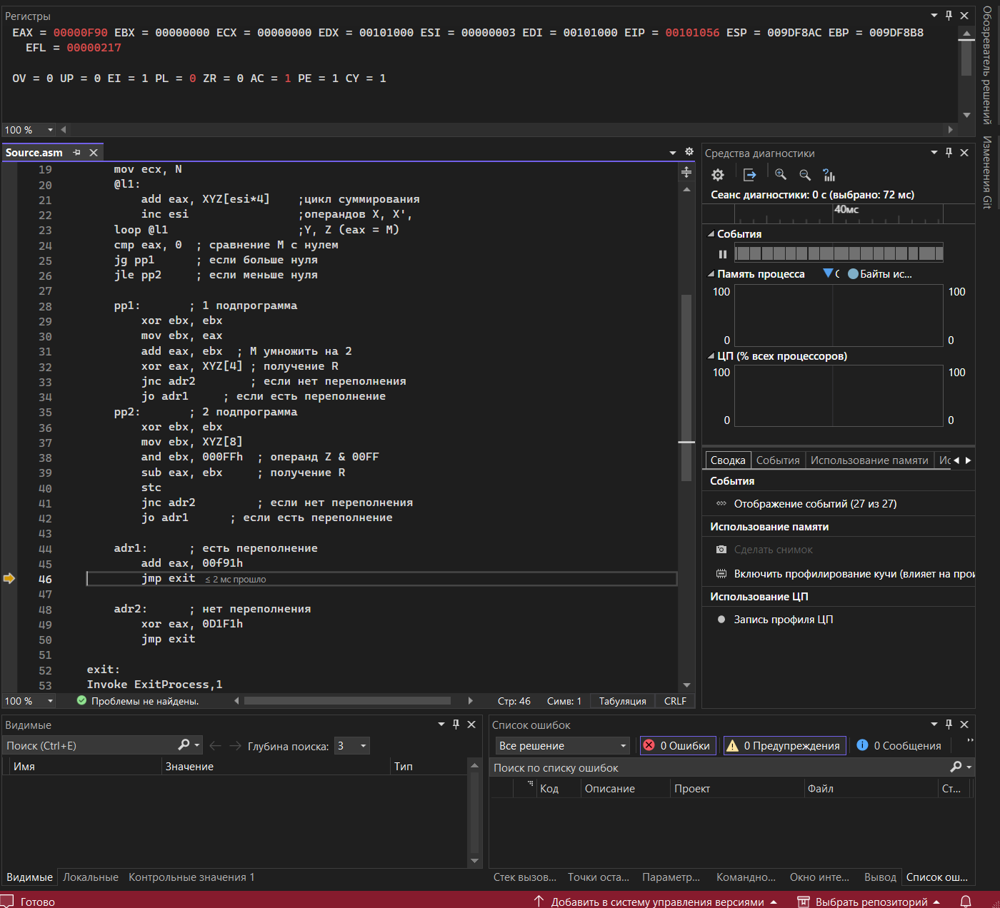 Регистры
EAX = 00000F90 EBX = 00000000 ECX = 00000000 EDX = 00101000 ESI = 00000003 EDI = 00101000 EIP = 00101056 ESP = 009DF8AC EBP = 009DF8B8
EFL = 00000217
OV = 0 UP = 0 EI = 1 PL = 0 ZR = 0 AC = 1 PE = 1 CY = 1
100 %
Обозреватель решений
Изменения Git
Source.asm
19 mov ecx, N
20 @l1:
21 add eax, XYZ[esi*4] ;цикл суммирования
22 inc esi ;операндов X, X',
23 loop @l1 ;Y, Z (eax = M)
24 cmp eax, 0 ; сравнение M с нулем
25 jg pp1 ; если больше нуля
26 jle pp2 ; если меньше нуля
27
28 pp1: ; 1 подпрограмма
29 xor ebx, ebx
30 mov ebx, eax
31 add eax, ebx ; M умножить на 2
32 xor eax, XYZ[4] ; получение R
33 jnc adr2 ; если нет переполнения
34 jo adr1 ; если есть переполнение
35 pp2: ; 2 подпрограмма
36 xor ebx, ebx
37 mov ebx, XYZ[8]
38 and ebx, 000FFh ; операнд Z & 00FF
39 sub eax, ebx ; получение R
40 stc
41 jnc adr2 ; если нет переполнения
42 jo adr1 ; если есть переполнение
43
44 adr1: ; есть переполнение
45 add eax, 00f91h
46 jmp exit ≤ 2 мс прошло
47
48 adr2: ; нет переполнения
49 xor eax, 0D1F1h
50 jmp exit
51
52 exit:
53 Invoke ExitProcess,1
100 % Проблемы не найдены. Стр: 46 Симв: 1 Табуляция CRLF
Средства диагностики
Сеанс диагностики: 0 с (выбрано: 72 мс)
40мс
События
Память процесса С Байты ис...
100 100
0 0
ЦП (% всех процессоров)
100 100
0 0
Сводка События Использование памяти Ис
События
Отображение событий (27 из 27)
Использование памяти
Сделать снимок
Включить профилирование кучи (влияет на прои
Использование ЦП
Запись профиля ЦП
Видимые
Поиск (Ctrl+E) Глубина поиска: 3
Имя Значение Тип
Видимые Локальные Контрольные значения 1
Список ошибок
Все решение 0 Ошибки 0 Предупреждения 0 Сообщения
Поиск по списку ошибок
Код Описание Проект Файл Ст...
Стек вызов... Точки оста... Параметр... Командно... Окно инте... Вывод Список ош...
Готово Добавить в систему управления версиями Выбрать репозиторий